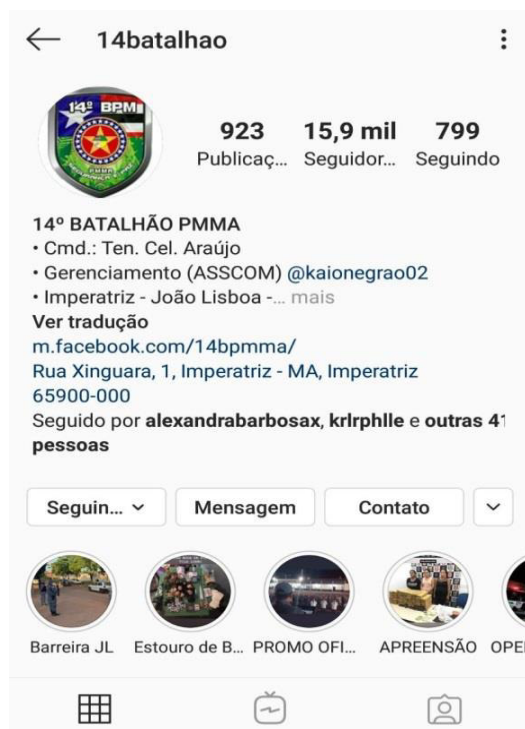 14batalhao
14º BPM
PMMA
923 15,9 mil 799
Publicaç... Seguidor... Seguindo
14º BATALHÃO PMMA
• Cmd.: Ten. Cel. Araújo
• Gerenciamento (ASSCOM) @kaionegrao02
• Imperatriz - João Lisboa -... mais
Ver tradução
m.facebook.com/14bpmma/
Rua Xinguara, 1, Imperatriz - MA, Imperatriz
65900-000
Seguido por alexandrabarbosax, krlrphlle e outras 41
pessoas
Seguin... Mensagem Contato
Barreira JL Estouro de B... PROMO OFI... APREENSÃO OPE